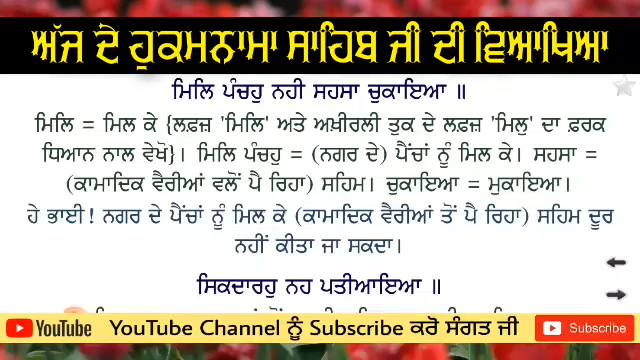 ਅੱਜ ਦੇ ਹੁਕਮਨਾਮਾ ਸਾਹਿਬ ਜੀ ਦੀ ਵਿਆਖਿਆ
ਮਿਲਿ ਪੰਚਹੁ ਨਹੀ ਸਹਸਾ ਚੁਕਾਇਆ ॥
ਮਿਲਿ = ਮਿਲ ਕੇ {ਲਫ਼ਜ਼ 'ਮਿਲਿ' ਅਤੇ ਅਖ਼ੀਰਲੀ ਤੁਕ ਦੇ ਲਫ਼ਜ਼ 'ਮਿਲੁ' ਦਾ ਫ਼ਰਕ
ਧਿਆਨ ਨਾਲ ਵੇਖੋ}। ਮਿਲਿ ਪੰਚਹੁ = (ਨਗਰ ਦੇ) ਪੈਂਚਾਂ ਨੂੰ ਮਿਲ ਕੇ। ਸਹਸਾ =
(ਕਾਮਾਦਿਕ ਵੈਰੀਆਂ ਵਲੋਂ ਪੈ ਰਿਹਾ) ਸਹਿਮ। ਚੁਕਾਇਆ = ਮੁਕਾਇਆ।
ਹੇ ਭਾਈ! ਨਗਰ ਦੇ ਪੈਂਚਾਂ ਨੂੰ ਮਿਲ ਕੇ (ਕਾਮਾਦਿਕ ਵੈਰੀਆਂ ਤੋਂ ਪੈ ਰਿਹਾ) ਸਹਿਮ ਦੂਰ
ਨਹੀਂ ਕੀਤਾ ਜਾ ਸਕਦਾ।
ਸਿਕਦਾਰਹੁ ਨਹ ਪਤੀਆਇਆ ॥
YouTube YouTube Channel ਨੂੰ Subscribe ਕਰੋ ਸੰਗਤ ਜੀ Subscribe